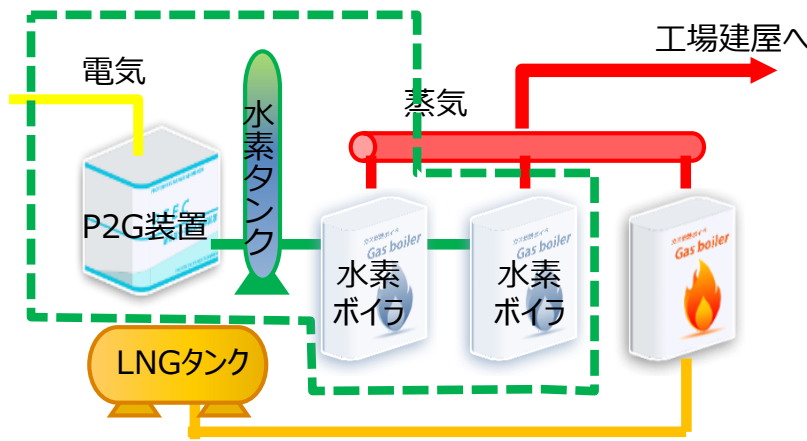 工場建屋へ
電気
蒸気
水素タンク
P2G装置
Gas boiler
水素
ボイラ
Gas boiler
水素
ボイラ
Gas boiler
LNGタンク